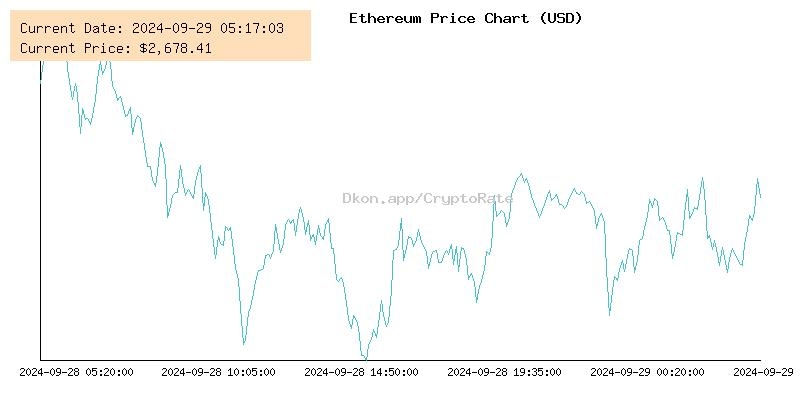 Ethereum Price Chart (USD)
Current Date: 2024-09-29 05:17:03
Current Price: $2,678.41
Dkon.app/CryptoRate
2024-09-28 05:20:00 2024-09-28 10:05:00 2024-09-28 14:50:00 2024-09-28 19:35:00 2024-09-29 00:20:00 2024-09-29